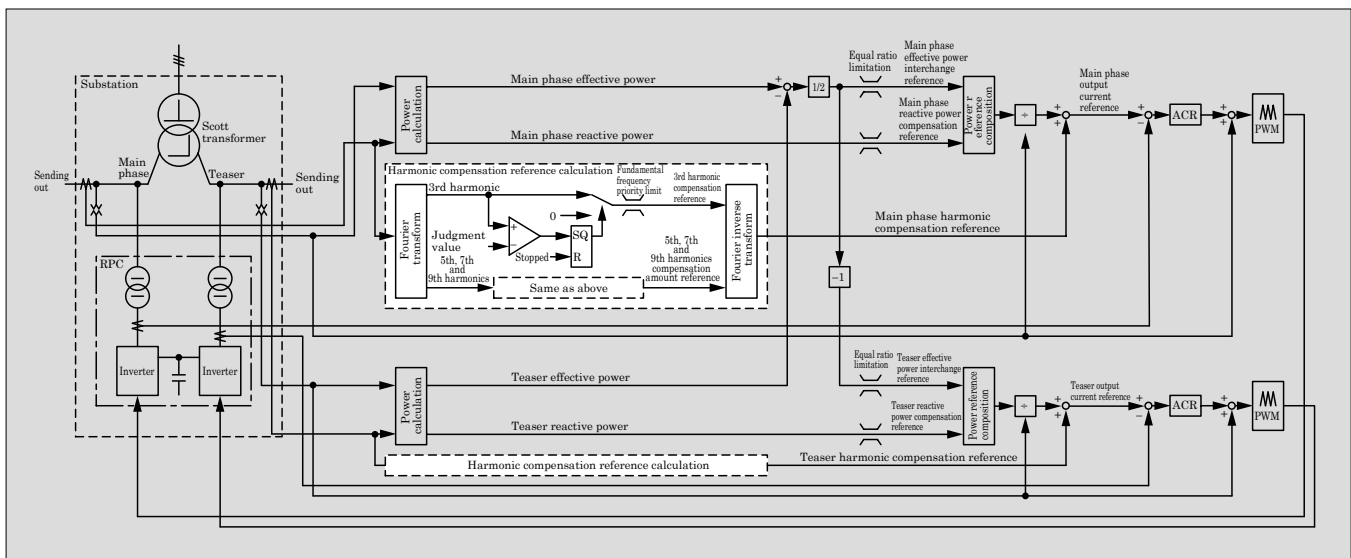 Substation
Scott
transformer
Main
phase
Teaser
Sending
out
Sending
out
RPC
Inverter
Inverter
Power
calculation
Main phase effective power
Main phase reactive power
+
−
1/2
Equal ratio
limitation
Main phase
effective power
interchange
reference
Main phase
reactive power
compensation
reference
Power r
eference
composition
÷
+
+
Main phase
output
current
reference
+
−
ACR
+
+
PWM
Harmonic compensation reference calculation
Fourier
transform
3rd harmonic
Judgment
value
+
−
0
Stopped
SQ
R
Fundamental
frequency
priority limit
3rd harmonic
compensation
reference
5th, 7th
and
9th harmonics
Same as above
5th, 7th
and
9th harmonics
compensation
amount reference
Fourier inverse
transform
Main phase harmonic
compensation reference
−1
Power
calculation
Teaser effective power
Teaser reactive power
Equal ratio
limitation
Teaser effective
power interchange
reference
Teaser reactive
power compensation
reference
Power reference
composition
÷
+
+
Teaser output
current reference
+
−
ACR
+
+
PWM
Harmonic compensation reference calculation
Teaser harmonic compensation reference